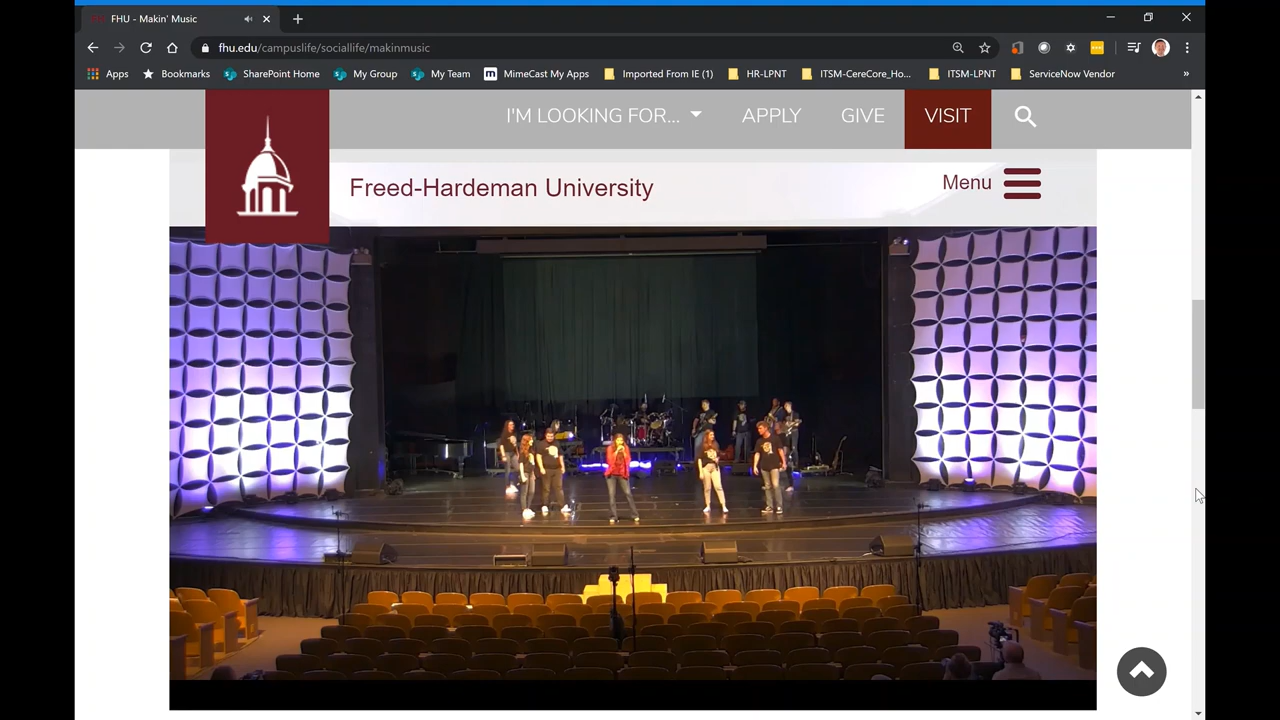 FHU - Makin' Music
fhu.edu/campuslife/sociallife/makinmusic
Apps Bookmarks SharePoint Home My Group My Team MimeCast My Apps Imported From IE (1) HR-LPNT ITSM-CereCore_Ho... ITSM-LPNT ServiceNow Vendor »
I'M LOOKING FOR... APPLY GIVE VISIT
Freed-Hardeman University
Menu